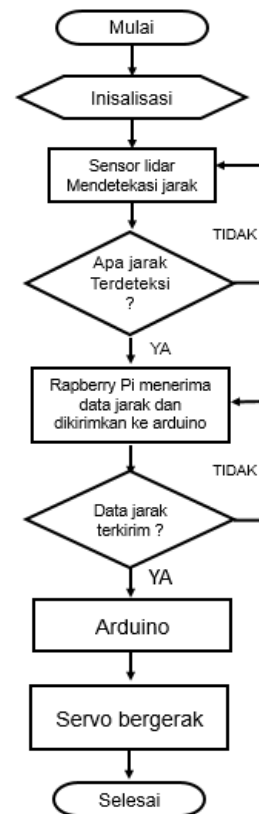 Mulai
Inisalisasi
Sensor lidar
Mendetekasi jarak
TIDAK
Apa jarak
Terdeteksi
?
YA
Rapberry Pi menerima
data jarak dan
dikirimkan ke arduino
TIDAK
Data jarak
terkirim ?
YA
Arduino
Servo bergerak
Selesai